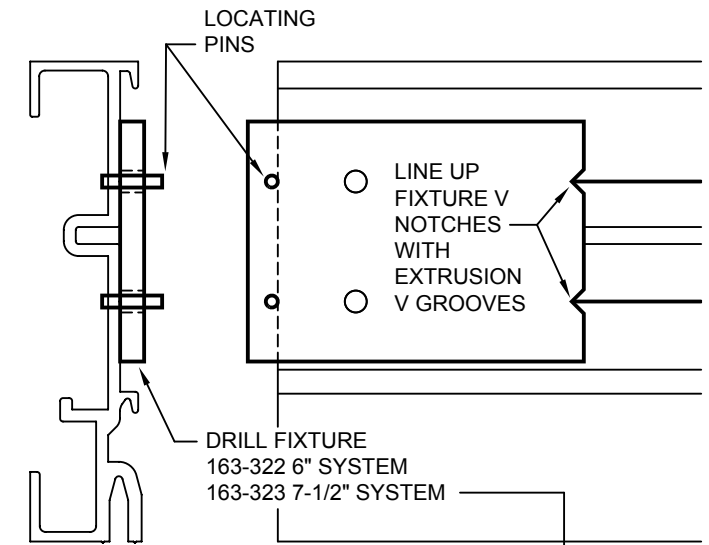 LOCATING
PINS
LINE UP
FIXTURE V
NOTCHES
WITH
EXTRUSION
V GROOVES
DRILL FIXTURE
163-322 6" SYSTEM
163-323 7-1/2" SYSTEM